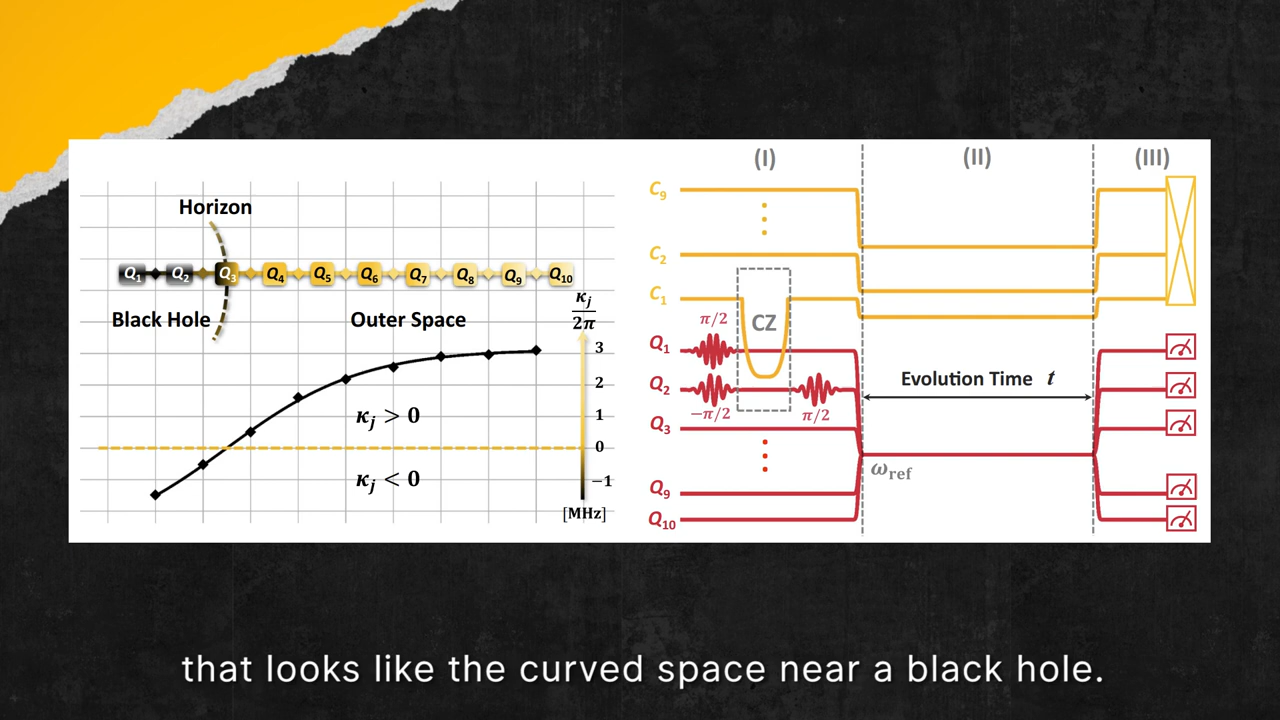 Horizon
Q1 Q2 Q3 Q4 Q5 Q6 Q7 Q8 Q9 Q10
Black Hole
Outer Space
κj
2π
3
2
1
0
−1
[MHz]
κj > 0
κj < 0
(I)
(II)
(III)
C9
C2
C1
CZ
π/2
Q1
Q2
−π/2
π/2
Q3
Q9
Q10
Evolution Time t
ωref
that looks like the curved space near a black hole.